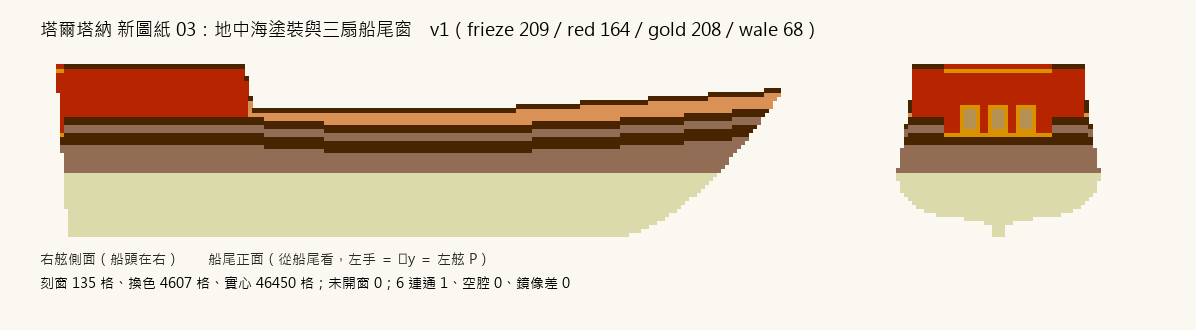 塔爾塔納 新圖紙 03：地中海塗裝與三扇船尾窗　v1 ( frieze 209 / red 164 / gold 208 / wale 68 )
右舷側面（船頭在右）　　船尾正面（從船尾看，左手 = □y = 左舷 P）
刻窗 135 格、換色 4607 格、實心 46450 格；未開窗 0；6 連通 1、空腔 0、鏡像差 0